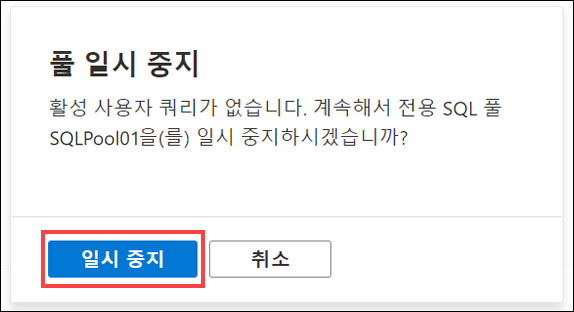 풀 일시 중지
활성 사용자 쿼리가 없습니다. 계속해서 전용 SQL 풀
SQLPool01을(를) 일시 중지하시겠습니까?
일시 중지
취소